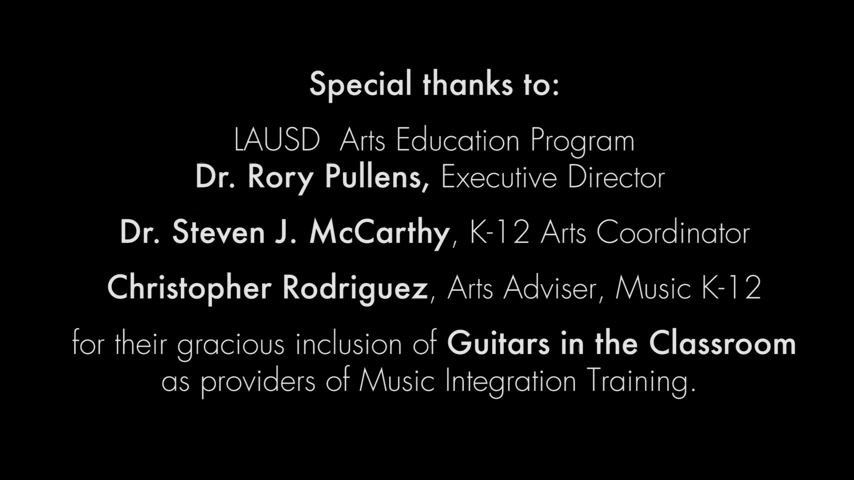 Special thanks to:
LAUSD Arts Education Program
Dr. Rory Pullens, Executive Director
Dr. Steven J. McCarthy, K-12 Arts Coordinator
Christopher Rodriguez, Arts Adviser, Music K-12
for their gracious inclusion of Guitars in the Classroom
as providers of Music Integration Training.